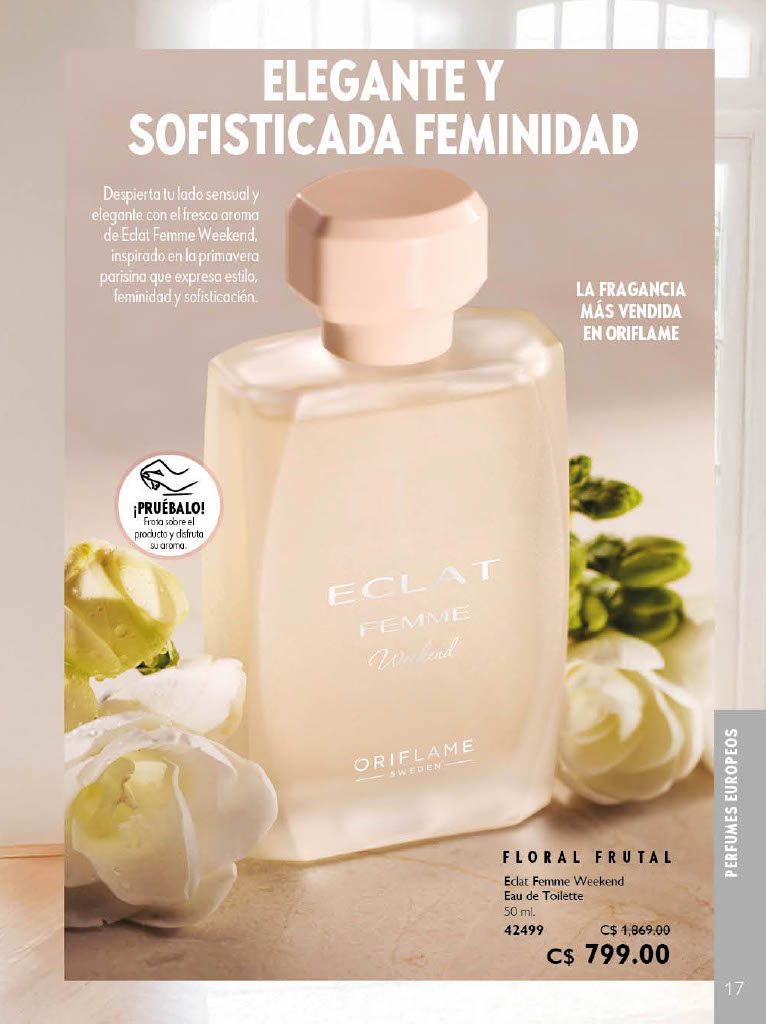 ELEGANTE Y
SOFISTICADA FEMINIDAD
Despierta tu lado sensual y
elegante con el fresco aroma
de Eclat Femme Weekend,
inspirado en la primavera
parisina que expresa estilo,
feminidad y sofisticación.
LA FRAGANCIA
MÁS VENDIDA
EN ORIFLAME
¡PRUÉBALO!
Frota sobre el
producto y disfruta
su aroma.
ECLAT
FEMME
Weekend
ORIFLAME
SWEDEN
FLORAL FRUTAL
Eclat Femme Weekend
Eau de Toilette
50 ml.
42499 C$ 1,869.00
C$ 799.00
PERFUMES EUROPEOS
17